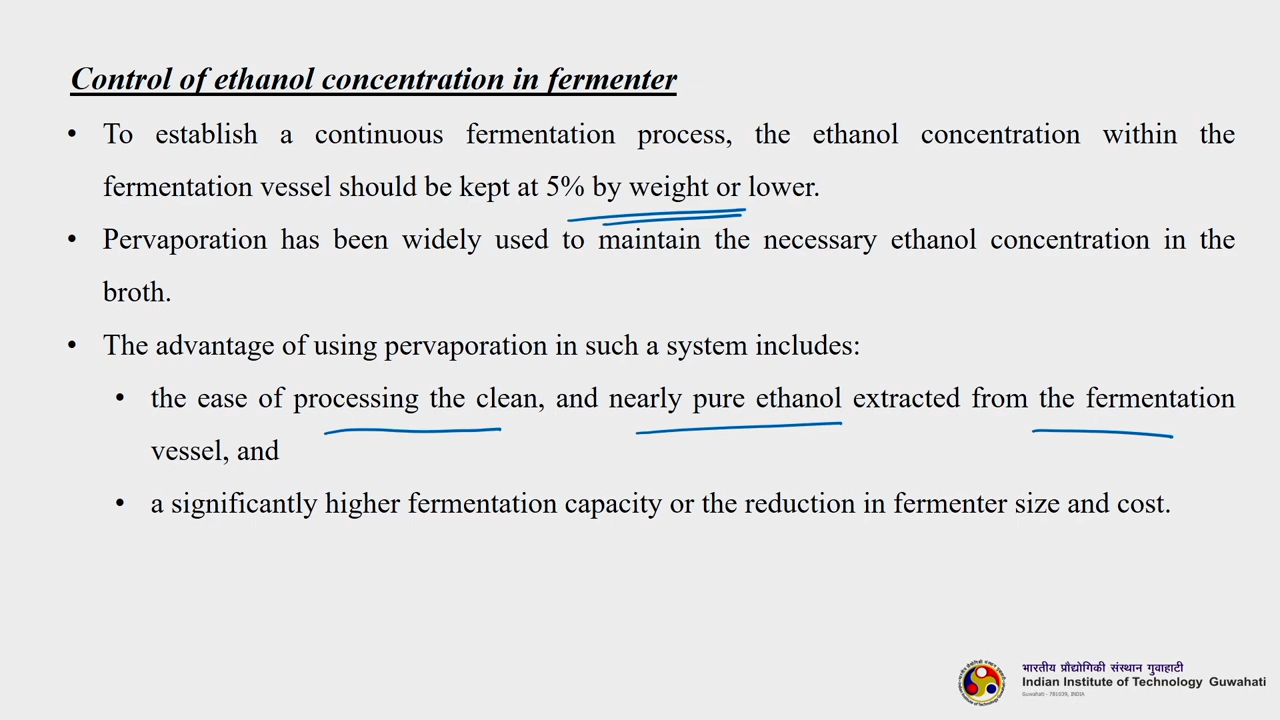 Control of ethanol concentration in fermenter
• To establish a continuous fermentation process, the ethanol concentration within the
fermentation vessel should be kept at 5% by weight or lower.
• Pervaporation has been widely used to maintain the necessary ethanol concentration in the
broth.
• The advantage of using pervaporation in such a system includes:
• the ease of processing the clean, and nearly pure ethanol extracted from the fermentation
vessel, and
• a significantly higher fermentation capacity or the reduction in fermenter size and cost.
भारतीय प्रौद्योगिकी संस्थान गुवाहाटी
Indian Institute of Technology Guwahati
Guwahati - 781039, INDIA